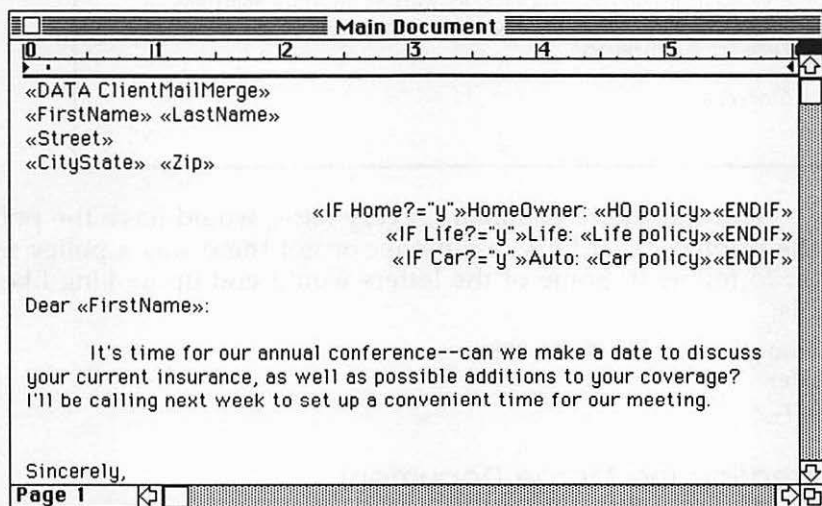 Main Document
0 1 2 3 4 5
«DATA ClientMailMerge»
«FirstName» «LastName»
«Street»
«CityState» «Zip»
«IF Home?="y"»HomeOwner: «HO policy»«ENDIF»
«IF Life?="y"»Life: «Life policy»«ENDIF»
«IF Car?="y"»Auto: «Car policy»«ENDIF»
Dear «FirstName»:
It's time for our annual conference--can we make a date to discuss
your current insurance, as well as possible additions to your coverage?
I'll be calling next week to set up a convenient time for our meeting.
Sincerely,
Page 1